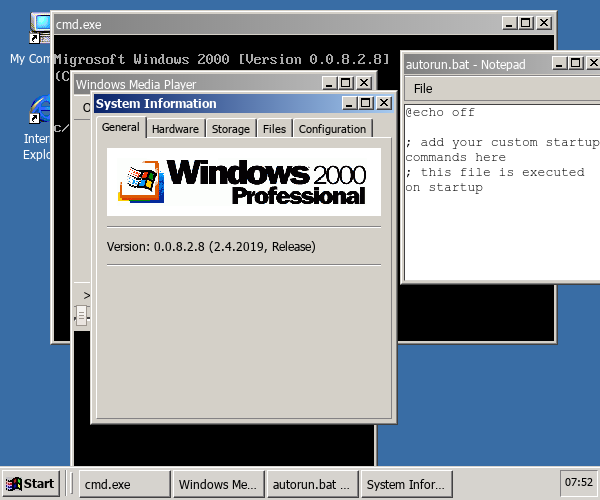 My Com
Inter
Explo
cmd.exe
Migrosoft Windows 2000 [Version 0.0.8.2.8]
(C
c/
Windows Media Player
O
>
System Information
General Hardware Storage Files Configuration
Windows 2000
Professional
Version: 0.0.8.2.8 (2.4.2019, Release)
autorun.bat - Notepad
File
@echo off
; add your custom startup
commands here
; this file is executed
on startup
Start cmd.exe Windows Me... autorun.bat ... System Infor... 07:52